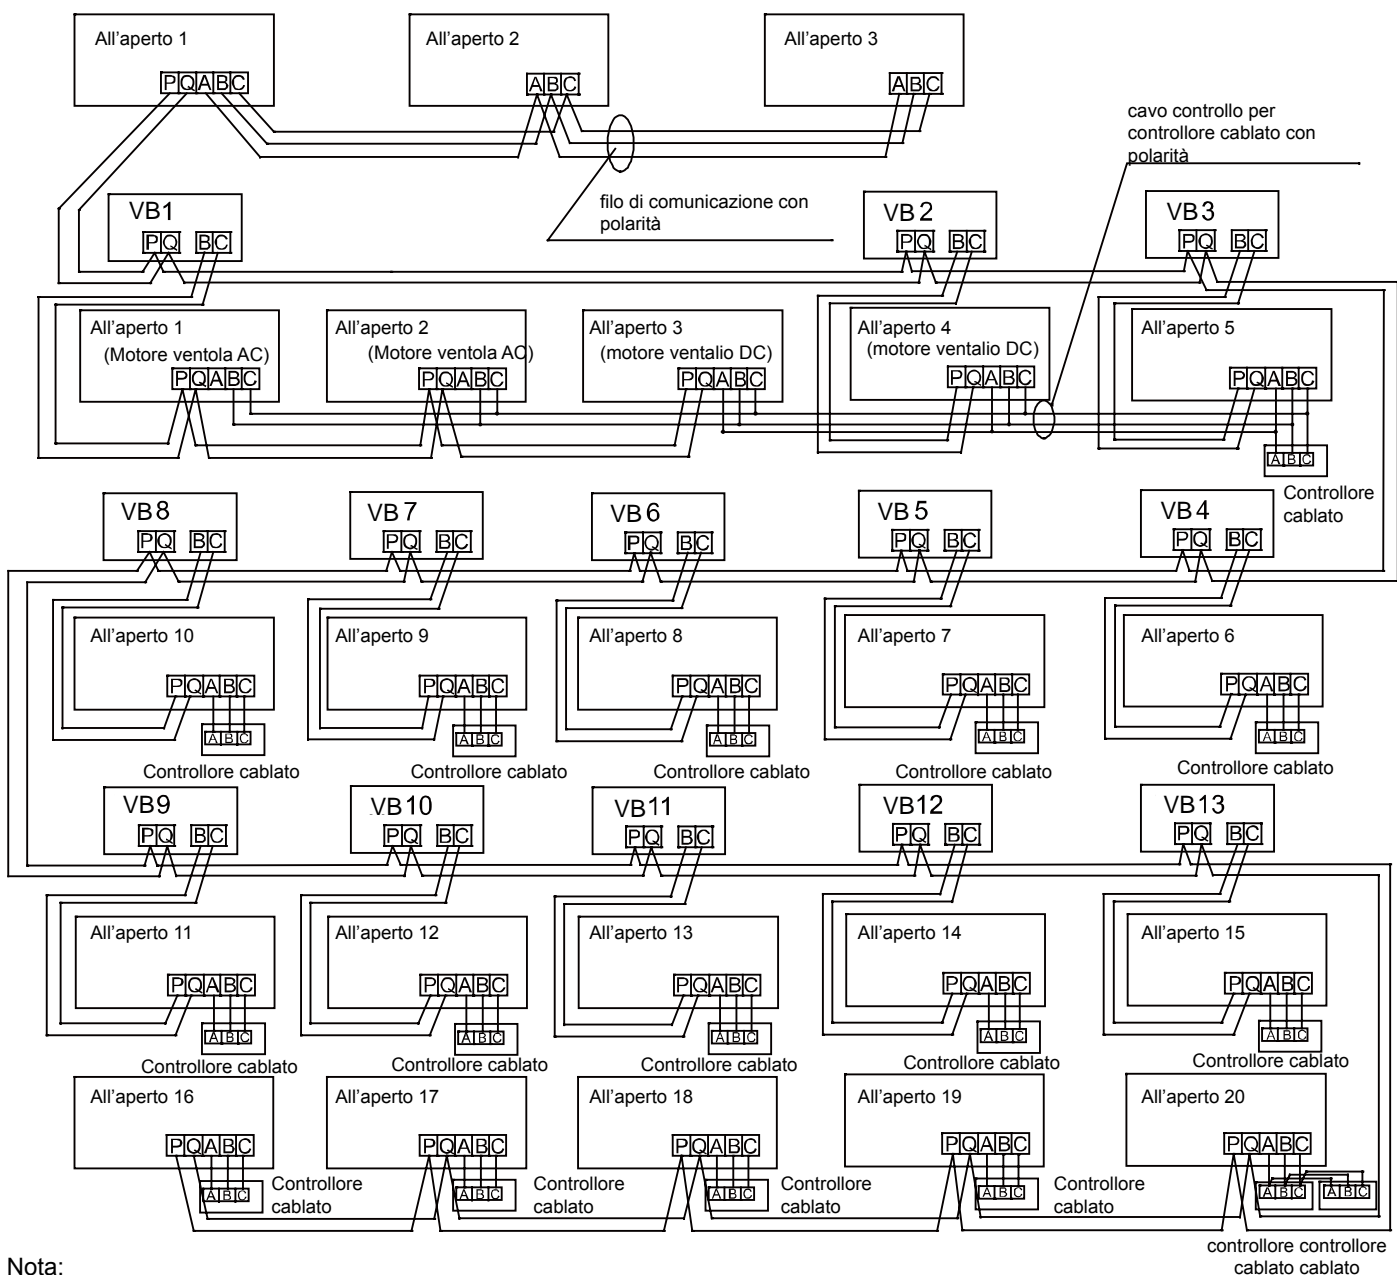 All'aperto 1
All'aperto 2
All'aperto 3
PQABC
ABC
ABC
cavo controllo per
controllore cablato con
polarità
filo di comunicazione con
polarità
VB1
VB2
VB3
PQ BC
PQ BC
PQ BC
All'aperto 1
(Motore ventola AC)
All'aperto 2
(Motore ventola AC)
All'aperto 3
(motore ventalio DC)
All'aperto 4
(motore ventalio DC)
All'aperto 5
PQABC
PQABC
PQABC
PQABC
PQABC
ABC
Controllore
cablato
VB8
VB7
VB6
VB5
VB4
PQ BC
PQ BC
PQ BC
PQ BC
PQ BC
All'aperto 10
All'aperto 9
All'aperto 8
All'aperto 7
All'aperto 6
PQABC
PQABC
PQABC
PQABC
PQABC
ABC
ABC
ABC
ABC
ABC
Controllore cablato
Controllore cablato
Controllore cablato
Controllore cablato
Controllore cablato
VB9
VB10
VB11
VB12
VB13
PQ BC
PQ BC
PQ BC
PQ BC
PQ BC
All'aperto 11
All'aperto 12
All'aperto 13
All'aperto 14
All'aperto 15
PQABC
PQABC
PQABC
PQABC
PQABC
ABC
ABC
ABC
ABC
ABC
Controllore cablato
Controllore cablato
Controllore cablato
Controllore cablato
Controllore cablato
All'aperto 16
All'aperto 17
All'aperto 18
All'aperto 19
All'aperto 20
PQABC
PQABC
PQABC
PQABC
PQABC
ABC
Controllore
cablato
ABC
Controllore
cablato
ABC
Controllore
cablato
ABC
Controllore
cablato
ABC
ABC
controllore controllore
cablato cablato
Nota: